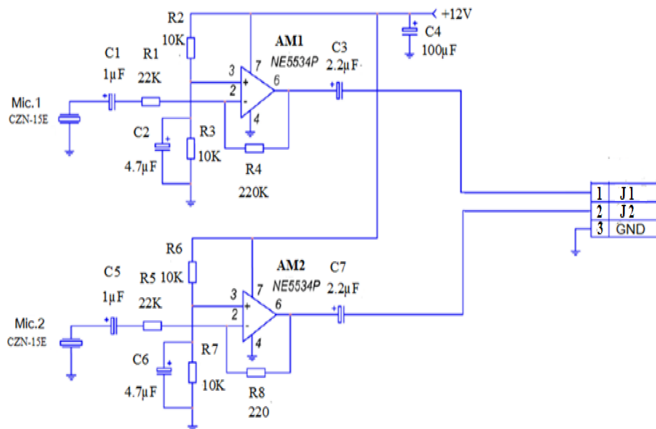 R2
10K
+12V
C4
100µF
AM1
NE5534P
C3
2.2µF
C1
1µF
R1
22K
7
3
+
2
-
6
4
Mic.1
CZN-15E
C2
4.7µF
R3
10K
R4
220K
1 J1
2 J2
3 GND
R6
10K
AM2
NE5534P
C7
2.2µF
C5
1µF
R5
22K
7
3
+
2
-
6
4
Mic.2
CZN-15E
C6
4.7µF
R7
10K
R8
220